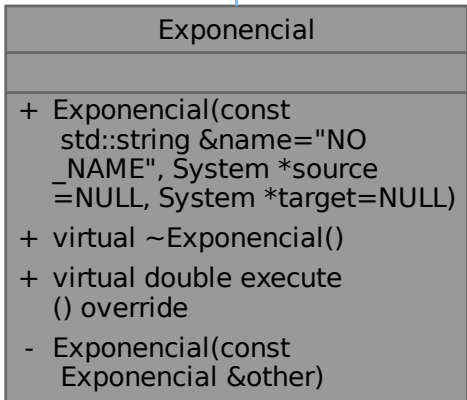 Exponencial
+ Exponencial(const
std::string &name="NO
_NAME", System *source
=NULL, System *target=NULL)
+ virtual ~Exponencial()
+ virtual double execute
() override
- Exponencial(const
Exponencial &other)